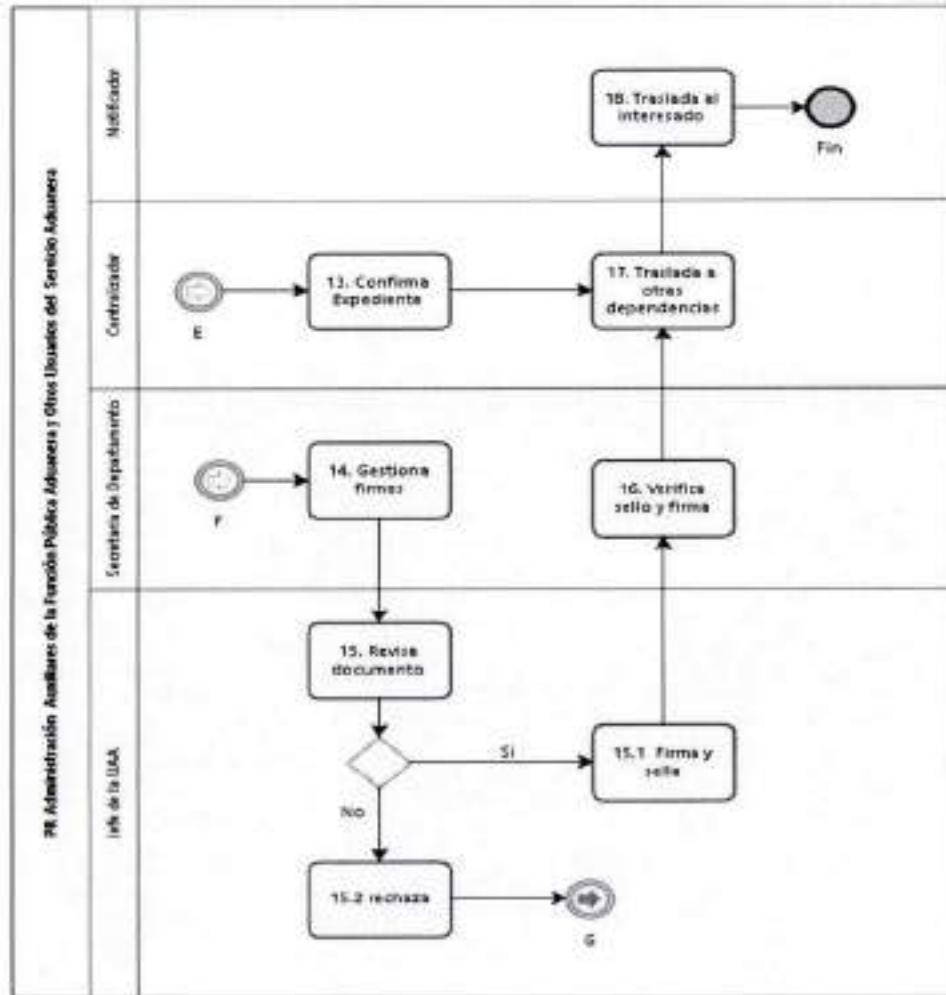 PR Administración Auxiliares de la Función Pública Aduanera y Otros Usuarios del Servicio Aduanera
Notificador
18. Traslada al
interesado
Fin
Centralizador
E
13. Confirma
Expediente
17. Traslada a
otras
dependencias
Secretaria de Departamento
F
14. Gestiona
firmas
16. Verifica
sello y firma
Jefe de la UAA
15. Revisa
documento
Si
15.1 Firma y
sella
No
15.2 rechaza
G